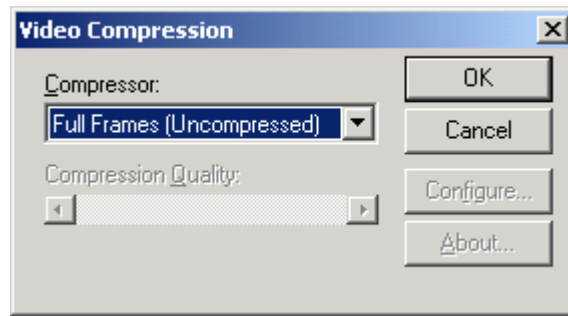 Video Compression
Compressor:
Full Frames (Uncompressed)
Compression Quality:
OK
Cancel
Configure...
About...